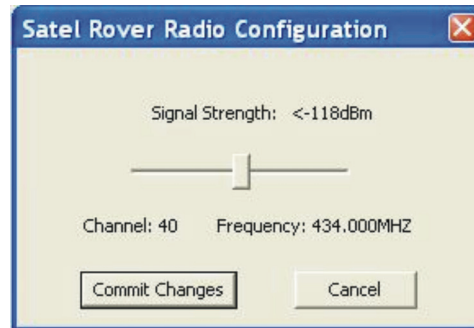 Satel Rover Radio Configuration
Signal Strength: <-118dBm
Channel: 40 Frequency: 434.000MHZ
Commit Changes Cancel